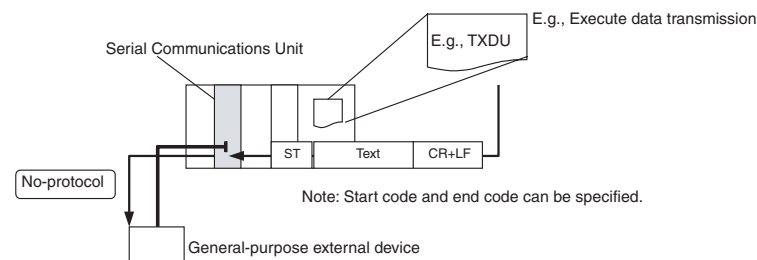 E.g., Execute data transmission
E.g., TXDU
Serial Communications Unit
ST
Text
CR+LF
No-protocol
Note: Start code and end code can be specified.
General-purpose external device